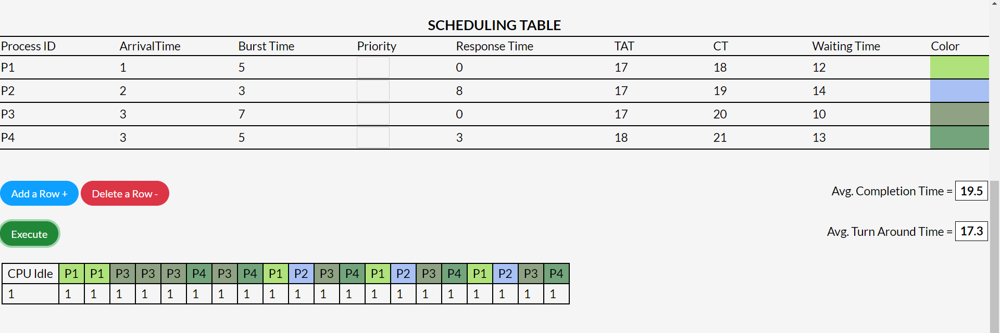 SCHEDULING TABLE
Process ID ArrivalTime Burst Time Priority Response Time TAT CT Waiting Time Color
P1 1 5 0 17 18 12
P2 2 3 8 17 19 14
P3 3 7 0 17 20 10
P4 3 5 3 18 21 13
Add a Row + Delete a Row - Avg. Completion Time = 19.5
Execute Avg. Turn Around Time = 17.3
CPU Idle P1 P1 P3 P3 P3 P4 P3 P4 P1 P2 P3 P4 P1 P2 P3 P4 P1 P2 P3 P4
1 1 1 1 1 1 1 1 1 1 1 1 1 1 1 1 1 1 1 1 1